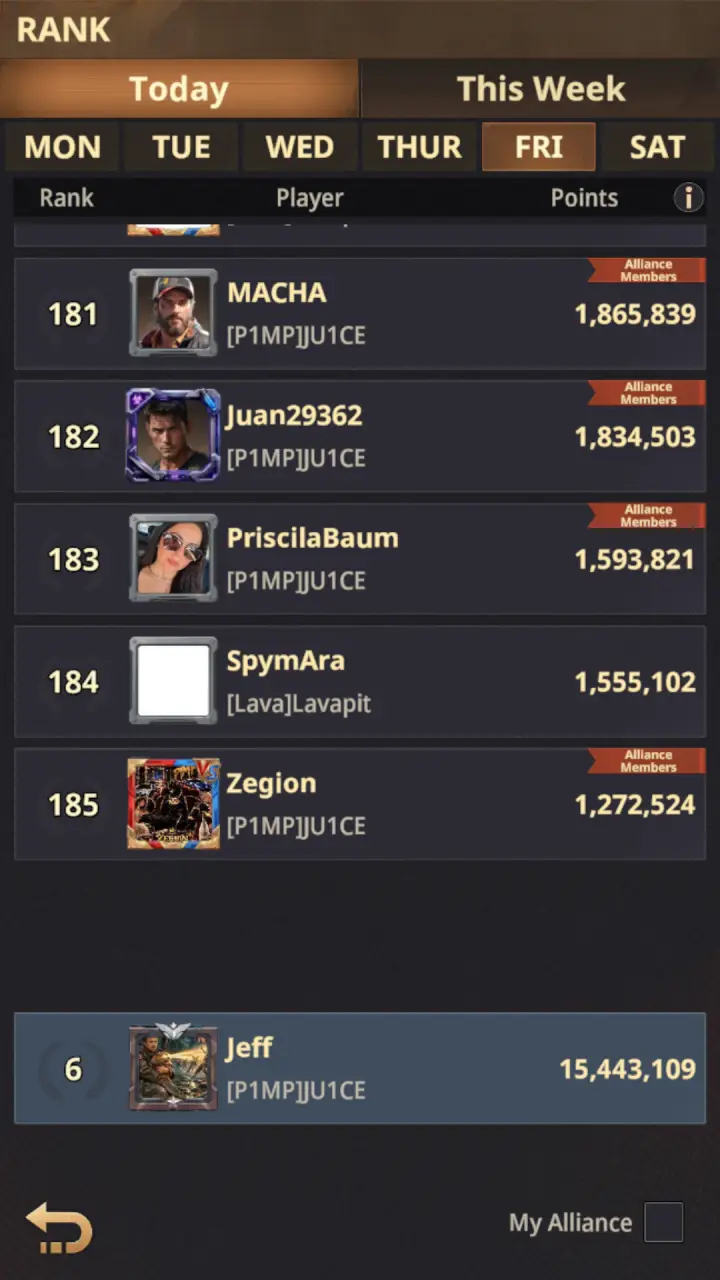 RANK
Today
This Week
MON TUE WED THUR FRI SAT
Rank Player Points
Alliance Members
181 MACHA 1,865,839
[P1MP]JU1CE
Alliance Members
182 Juan29362 1,834,503
[P1MP]JU1CE
Alliance Members
183 PriscilaBaum 1,593,821
[P1MP]JU1CE
184 SpymAra 1,555,102
[Lava]Lavapit
Alliance Members
185 Zegion 1,272,524
[P1MP]JU1CE
6 Jeff 15,443,109
[P1MP]JU1CE
My Alliance